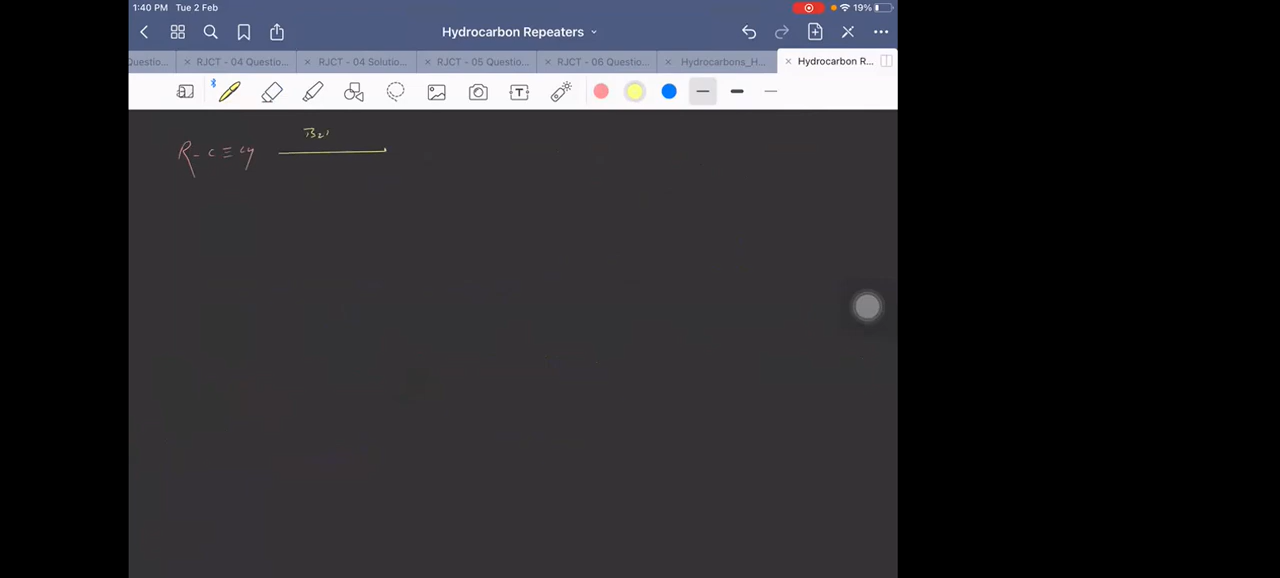 1:40 PM Tue 2 Feb 19%
Hydrocarbon Repeaters
Questio... RJCT - 04 Questio... RJCT - 04 Solutio... RJCT - 05 Questio... RJCT - 06 Questio... Hydrocarbons_H... Hydrocarbon R...
T
R - C ≡ CH